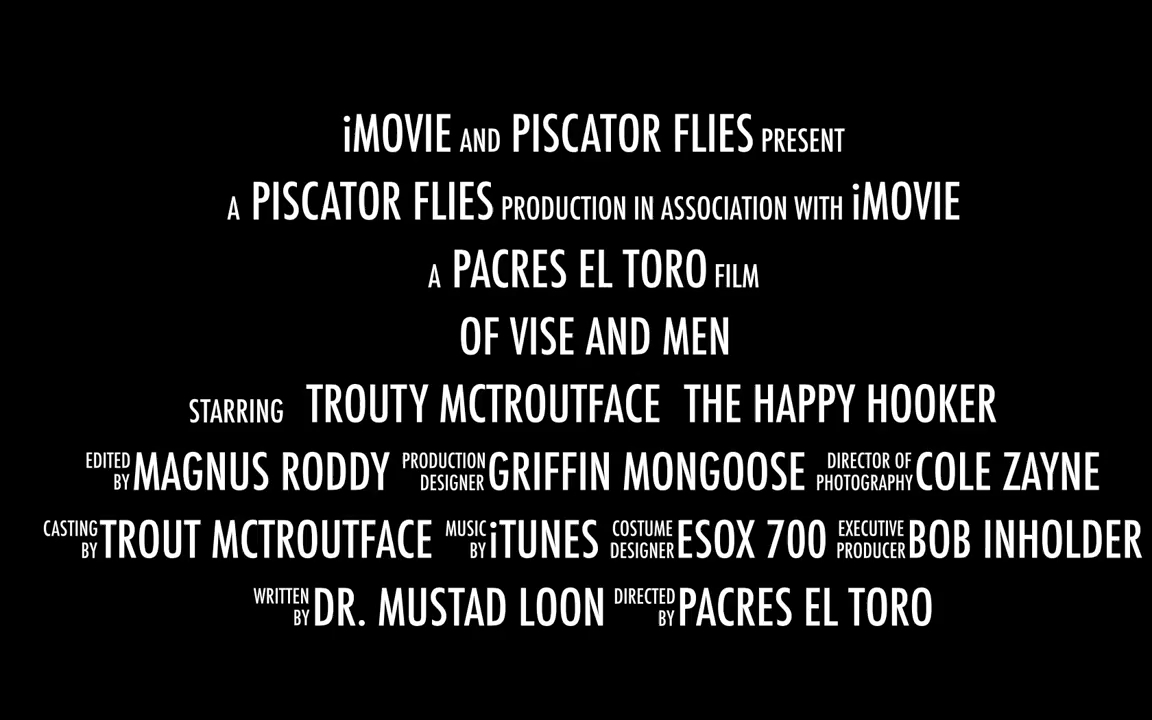 iMOVIE AND PISCATOR FLIES PRESENT
A PISCATOR FLIES PRODUCTION IN ASSOCIATION WITH iMOVIE
A PACRES EL TORO FILM
OF VISE AND MEN
STARRING TROUTY MCTROUTFACE THE HAPPY HOOKER
EDITED BY MAGNUS RODDY PRODUCTION DESIGNER GRIFFIN MONGOOSE DIRECTOR OF PHOTOGRAPHY COLE ZAYNE
CASTING BY TROUT MCTROUTFACE MUSIC BY iTUNES COSTUME DESIGNER ESOX 700 EXECUTIVE PRODUCER BOB INHOLDER
WRITTEN BY DR. MUSTAD LOON DIRECTED BY PACRES EL TORO